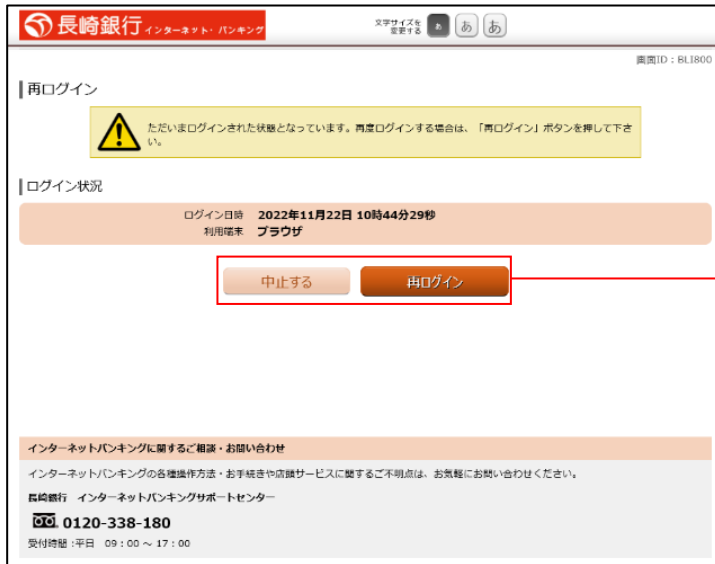 長崎銀行 インターネット・バンキング
文字サイズを
変更する あ あ あ
画面ID：BLI800
再ログイン
ただいまログインされた状態となっています。再度ログインする場合は、「再ログイン」ボタンを押して下さ
い。
ログイン状況
ログイン日時 2022年11月22日 10時44分29秒
利用端末 ブラウザ
中止する 再ログイン
インターネットバンキングに関するご相談・お問い合わせ
インターネットバンキングの各種操作方法・お手続きや店頭サービスに関するご不明点は、お気軽にお問い合わせください。
長崎銀行 インターネットバンキングサポートセンター
0120-338-180
受付時間：平日 09：00 ～ 17：00